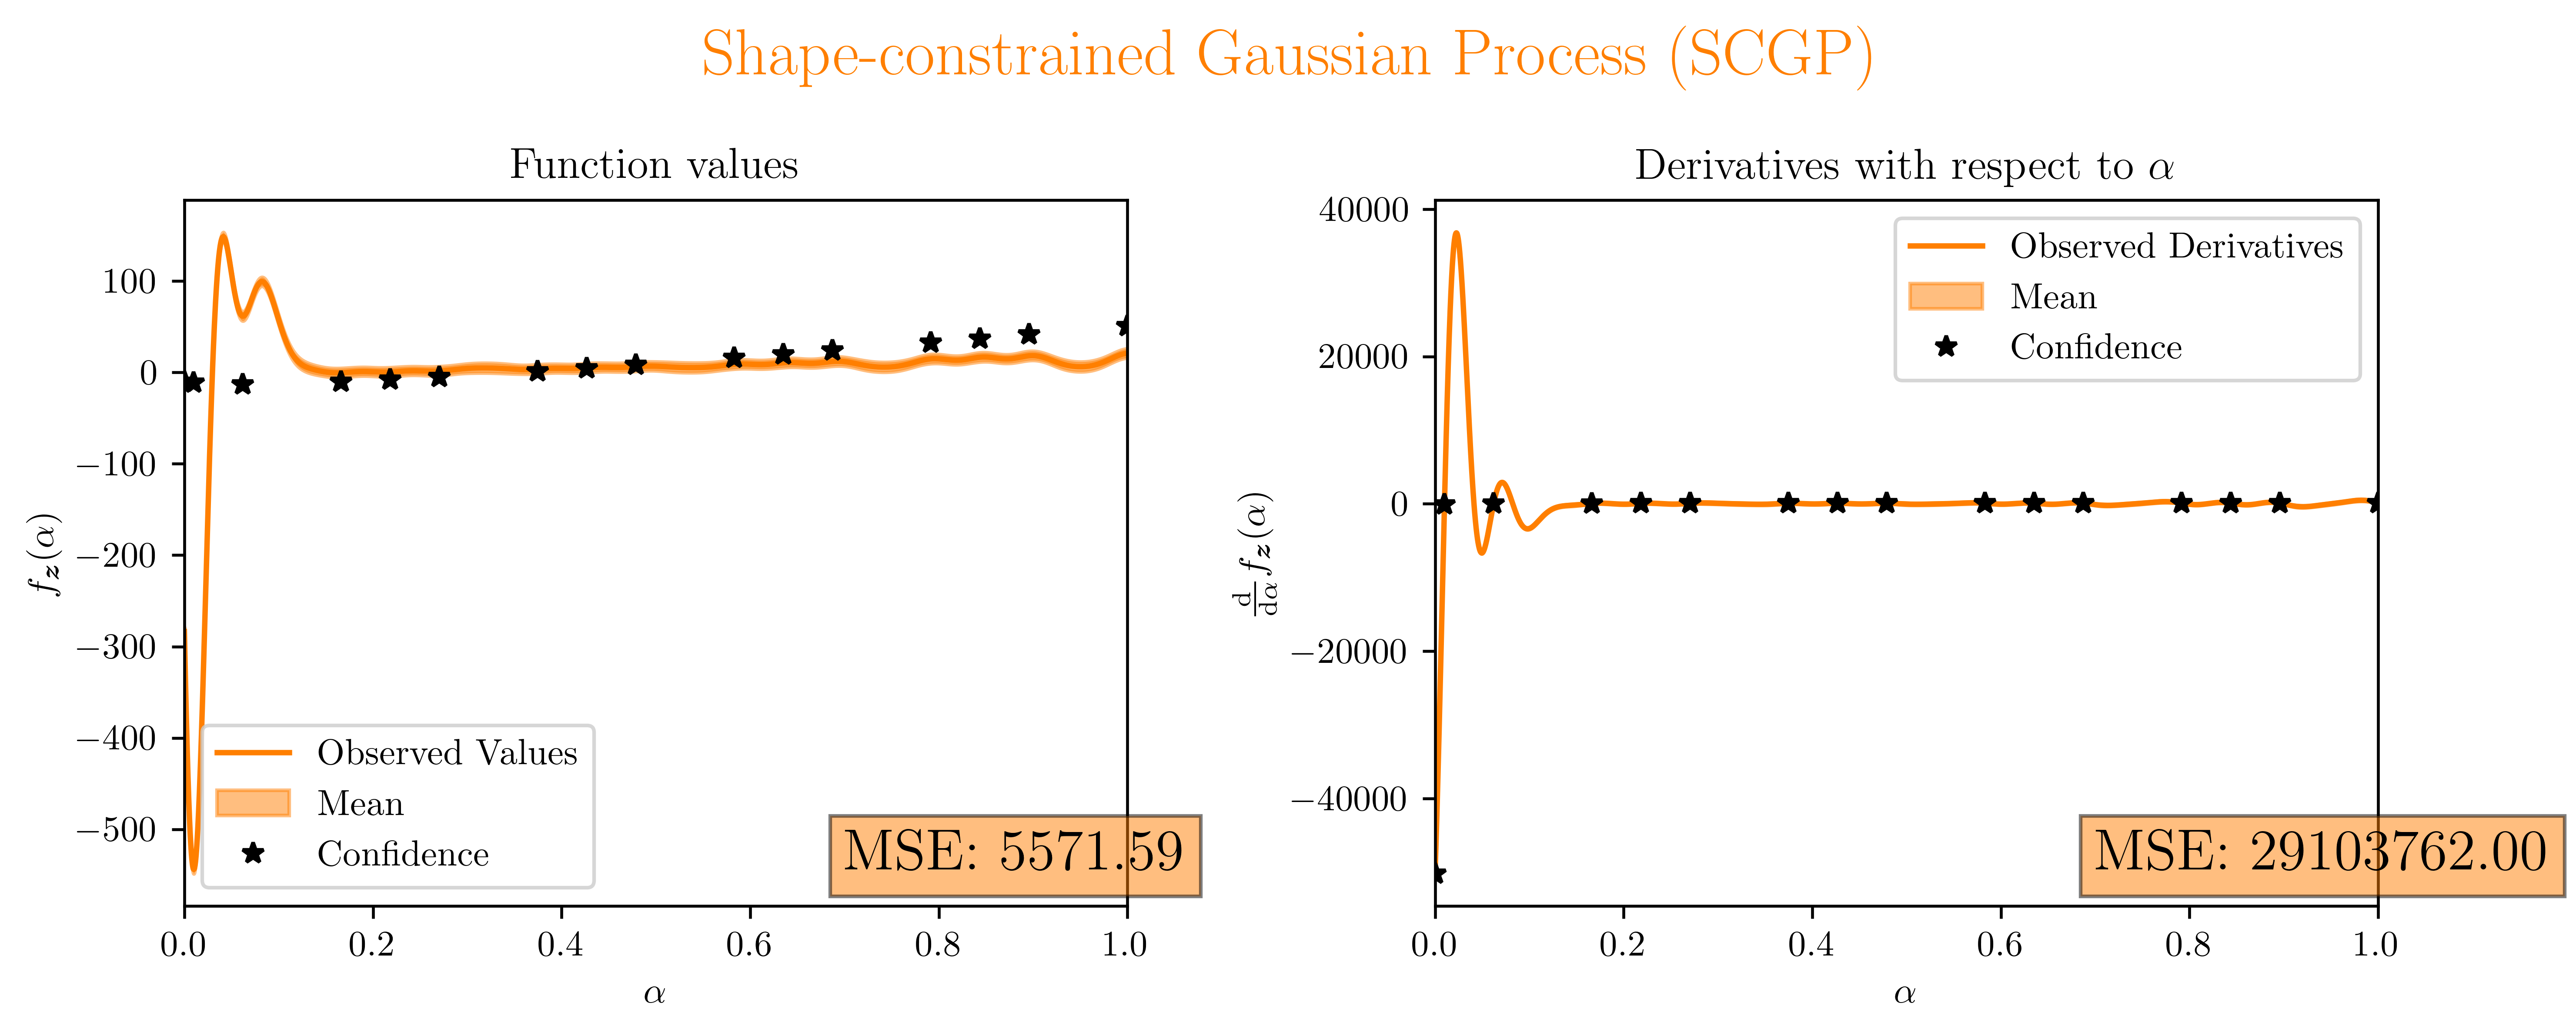 Shape-constrained Gaussian Process (SCGP)
Function values
100
0
−100
−200
−300
−400
−500
f_z(α)
Observed Values
Mean
Confidence
MSE: 5571.59
0.0 0.2 0.4 0.6 0.8 1.0
α
Derivatives with respect to α
40000
20000
0
−20000
−40000
d/dα f_z(α)
Observed Derivatives
Mean
Confidence
MSE: 29103762.00
0.0 0.2 0.4 0.6 0.8 1.0
α